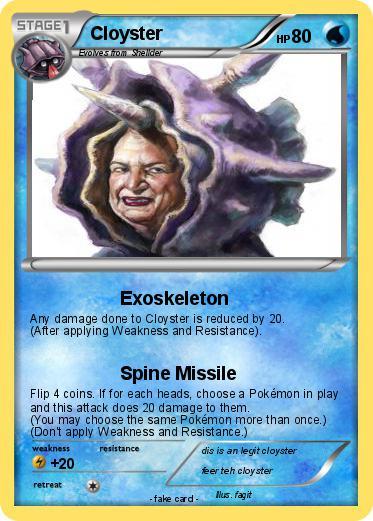 STAGE1
Cloyster
HP80
Evolves from Shellder
Exoskeleton
Any damage done to Cloyster is reduced by 20.
(After applying Weakness and Resistance).
Spine Missile
Flip 4 coins. If for each heads, choose a Pokémon in play
and this attack does 20 damage to them.
(You may choose the same Pokémon more than once.)
(Don't apply Weakness and Resistance.)
weakness
resistance
+20
retreat
dis is an legit cloyster
feer teh cloyster
- fake card -
Illus. fagit